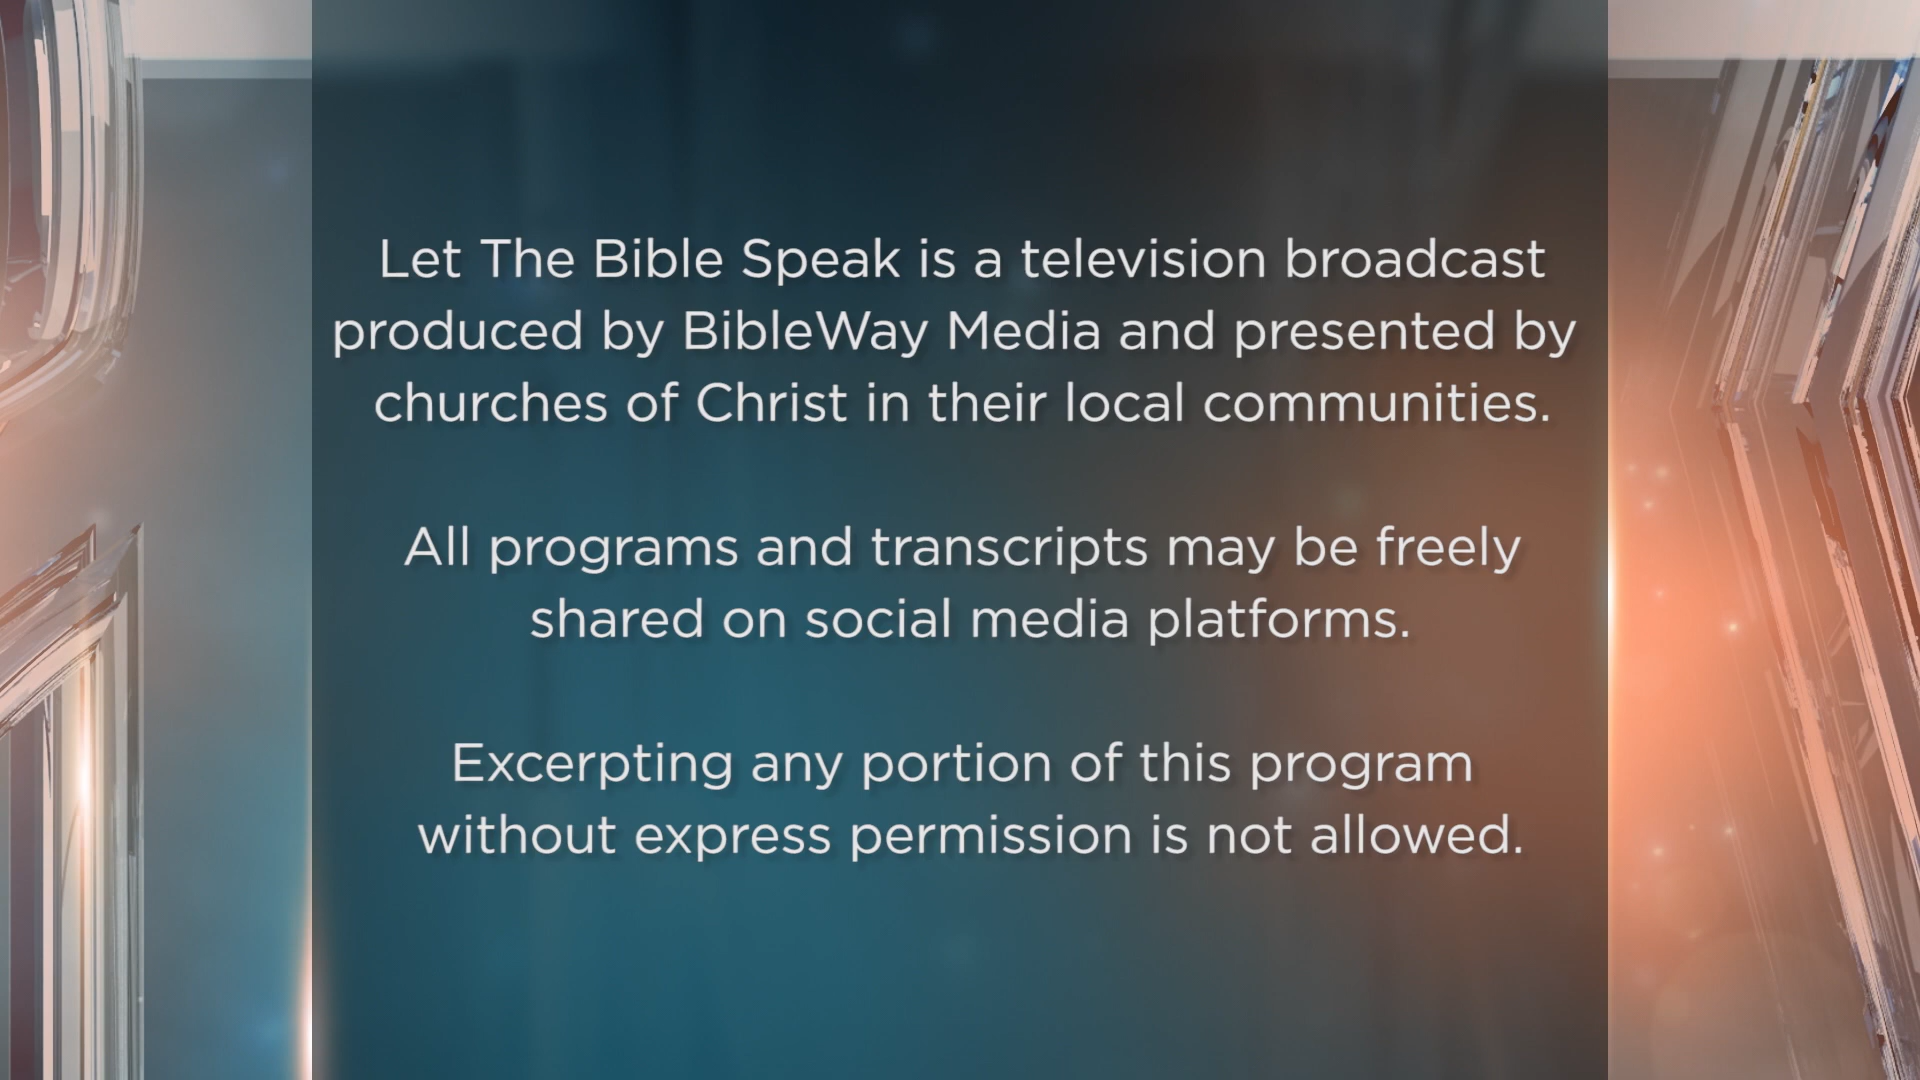 Let The Bible Speak is a television broadcast
produced by BibleWay Media and presented by
churches of Christ in their local communities.
All programs and transcripts may be freely
shared on social media platforms.
Excerpting any portion of this program
without express permission is not allowed.